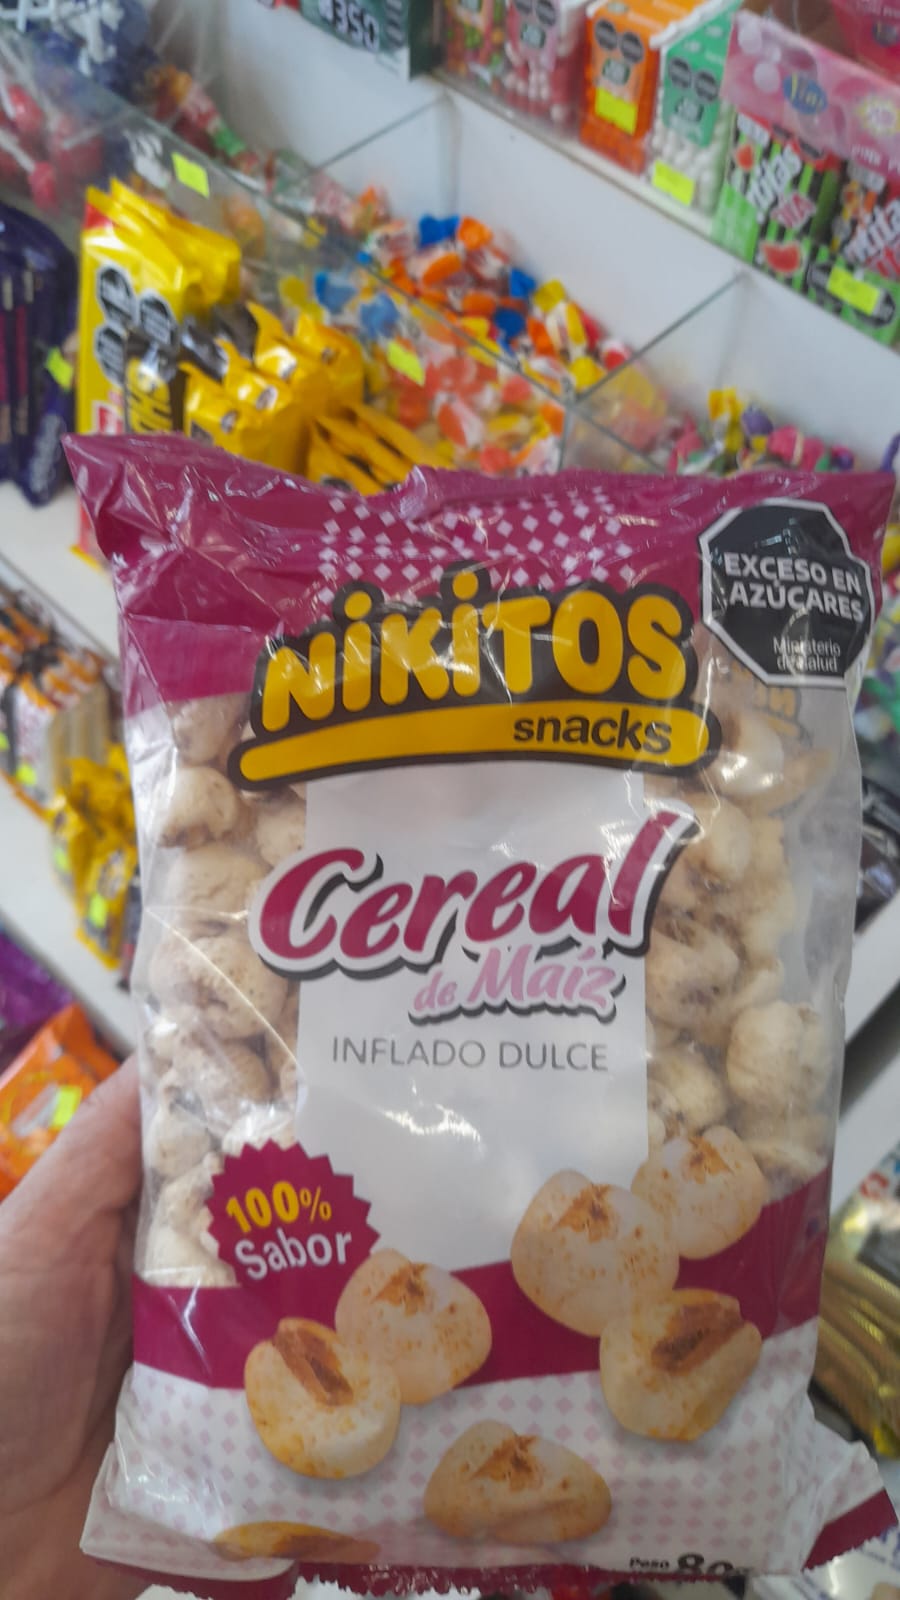 EXCESO EN
AZÚCARES
Ministerio
de Salud
NiKiTOS
snacks
Cereal
de Maíz
INFLADO DULCE
100%
Sabor
Peso